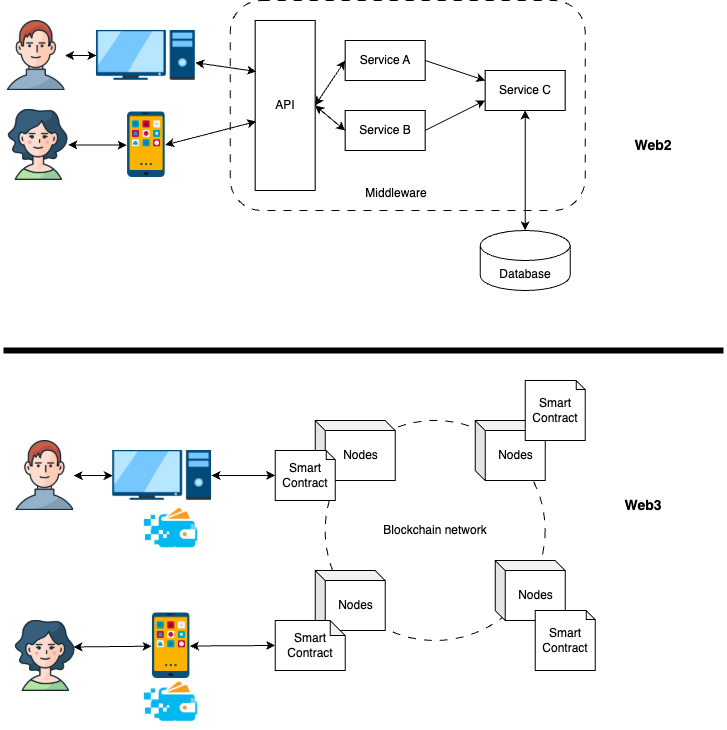 Service A
API
Service C
Service B
Web2
Middleware
Database
Smart
Contract
Nodes
Nodes
Smart
Contract
Web3
Blockchain network
Nodes
Nodes
Smart
Contract
Smart
Contract